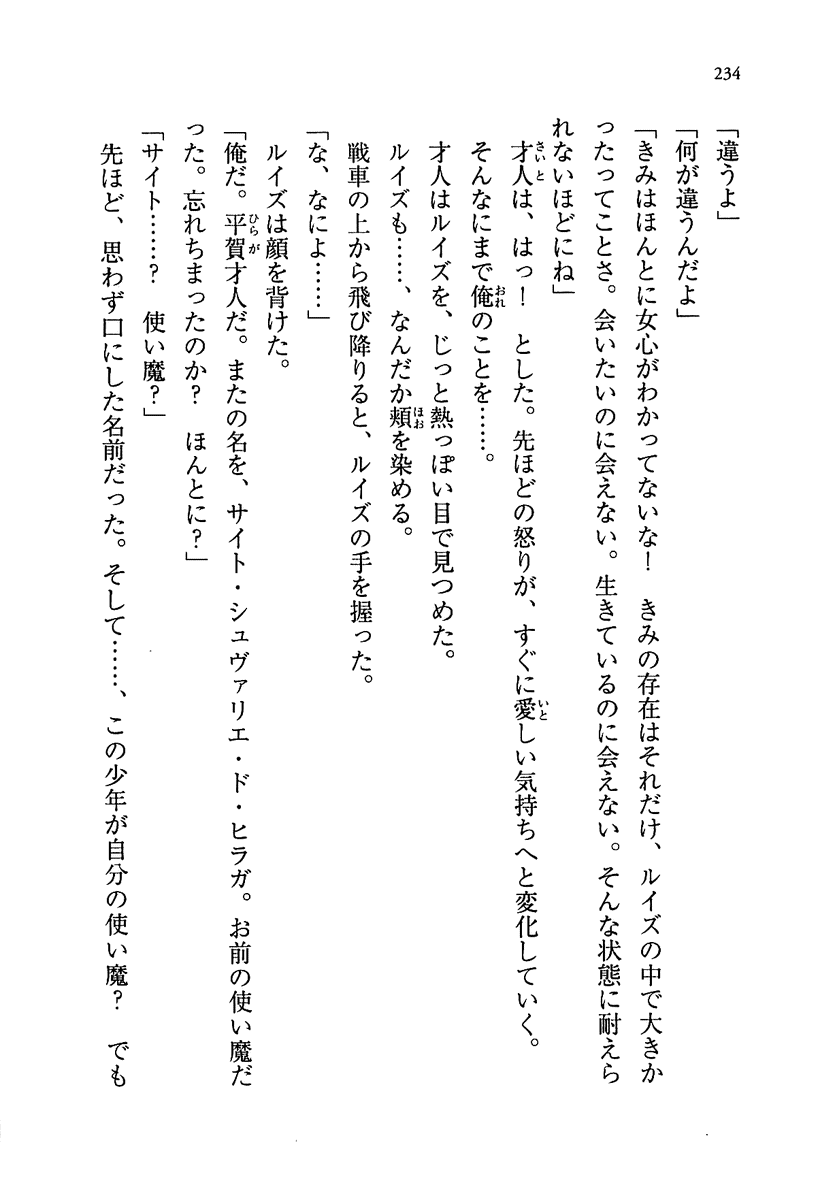 234
「違うよ」
「何が違うんだよ」
「きみはほんとに女心がわかってないな!　きみの存在はそれだけ、ルイズの中で大きか
ったってことさ。会いたいのに会えない。生きているのに会えない。そんな状態に耐えら
れないほどにね」
才人は、はっ!　とした。先ほどの怒りが、すぐに愛しい気持ちへと変化していく。
そんなにまで俺のことを……。
才人はルイズを、じっと熱っぽい目で見つめた。
ルイズも……、なんだか頬を染める。
戦車の上から飛び降りると、ルイズの手を握った。
「な、なによ……」
ルイズは顔を背けた。
「俺だ。平賀才人だ。またの名を、サイト・シュヴァリエ・ド・ヒラガ。お前の使い魔だ
った。忘れちまったのか?　ほんとに?」
「サイト……?　使い魔?」
先ほど、思わず口にした名前だった。そして……、この少年が自分の使い魔?　でも